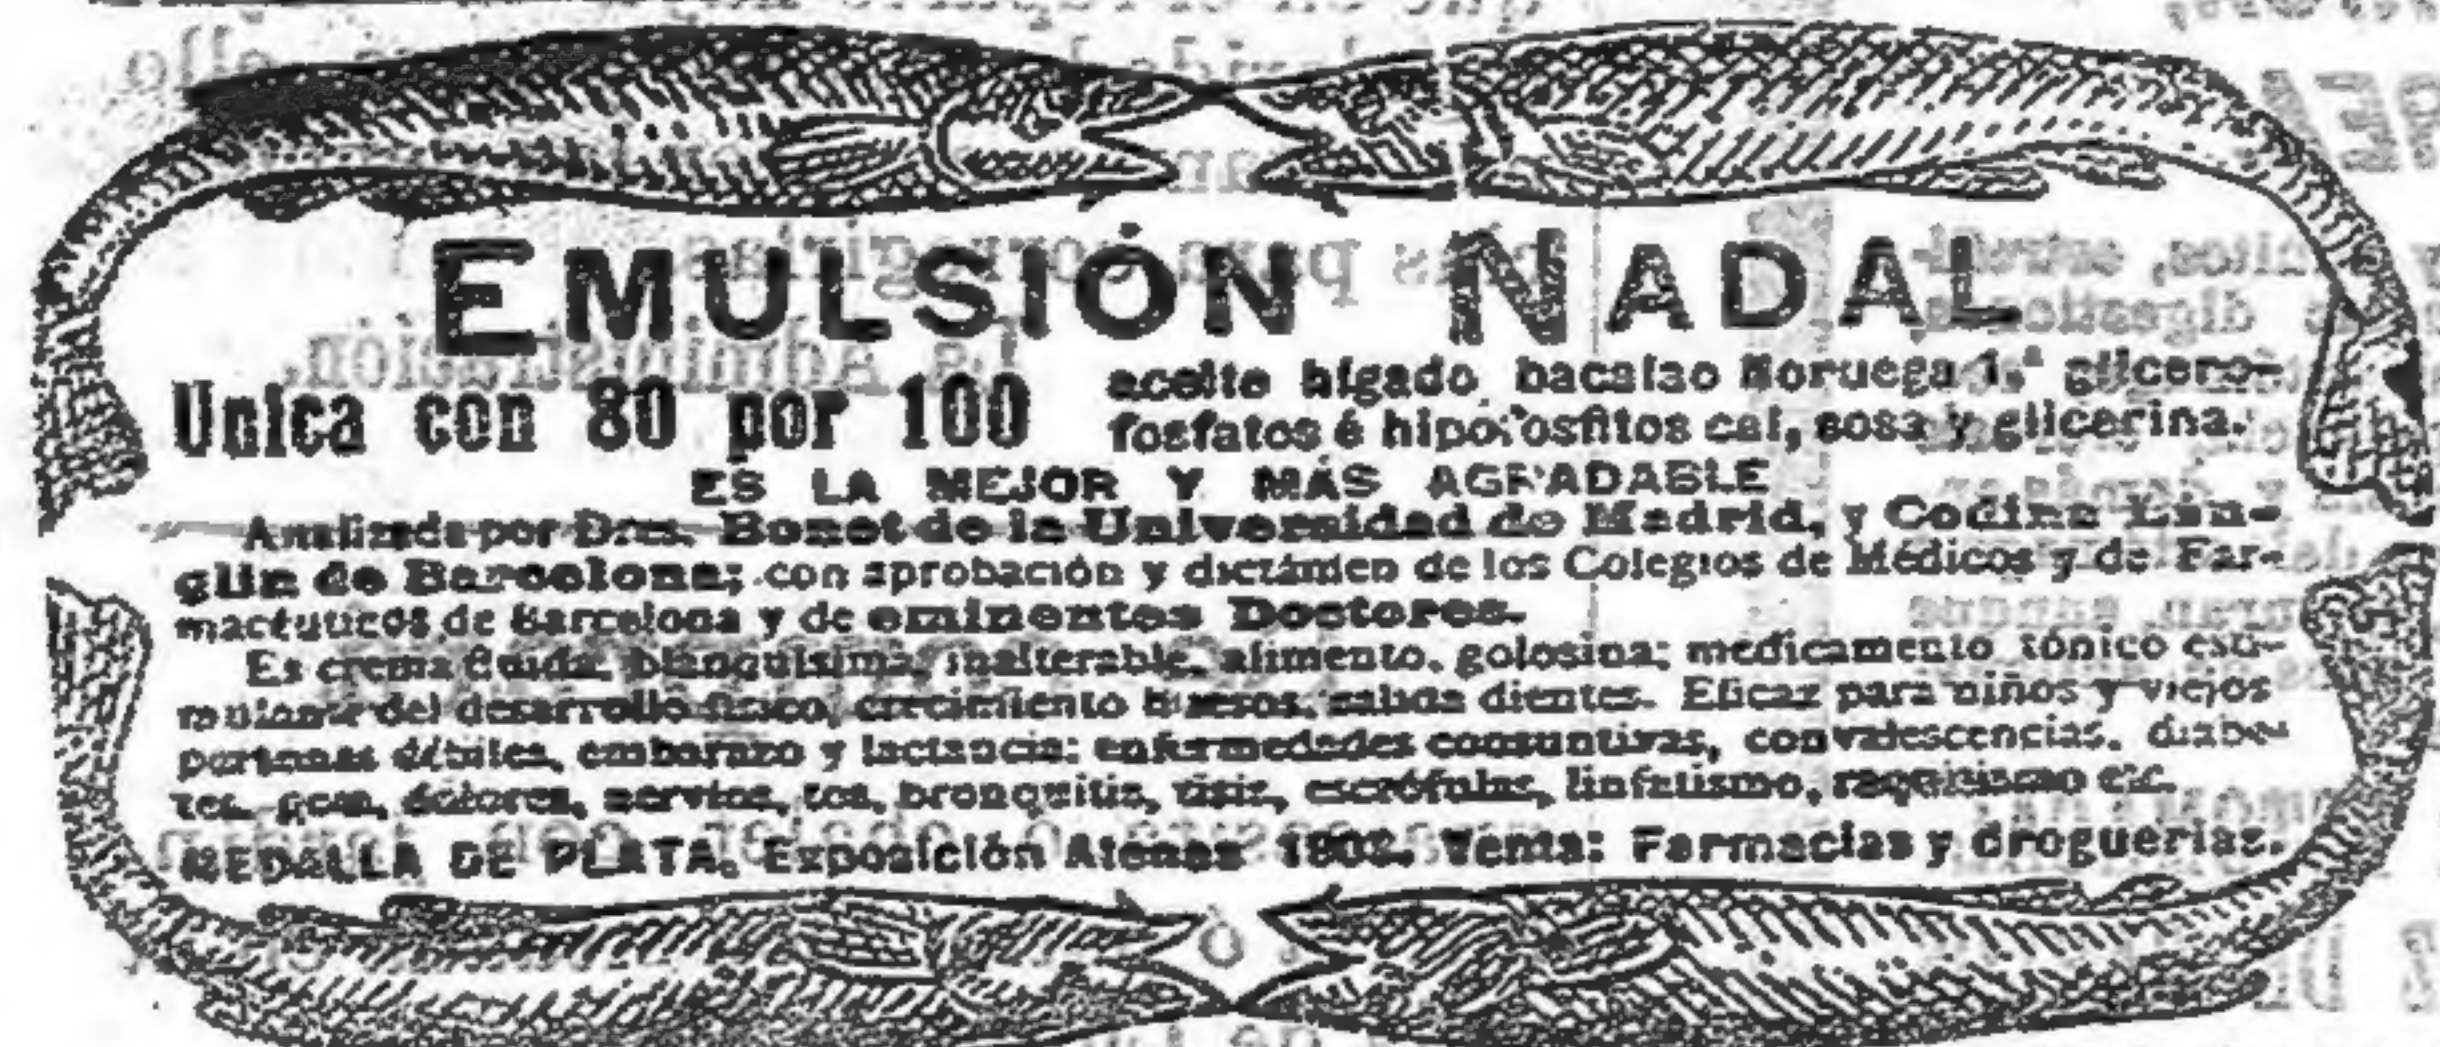 EMULSIÓN NADAL
Unica con 80 por 100 aceite hígado bacalao Noruega 1.ª glicero-
fosfatos é hipofosfitos cal, sosa y glicerina.
ES LA MEJOR Y MÁS AGRADABLE
Analizada por Dres. Bonet de la Universidad de Madrid, y Codina Län-
glin de Barcelona; con aprobación y dictámen de los Colegios de Médicos y de Far-
macéuticos de Barcelona y de eminentes Doctores.
Es crema fluida, blanquísima, inalterable, alimento, golosina; medicamento tónico esti-
mulante del desarrollo físico, crecimiento huesos, salida dientes. Eficaz para niños y viejos
personas débiles, embarazo y lactancia: enfermedades consuntivas, convalescencias, diabe-
tes, dolores, nervios, tos, bronquitis, tisis, escrófulas, linfatismo, raquitismo etc.
MEDALLA DE PLATA. Exposición Atenas Venta: Farmacias y droguerías.